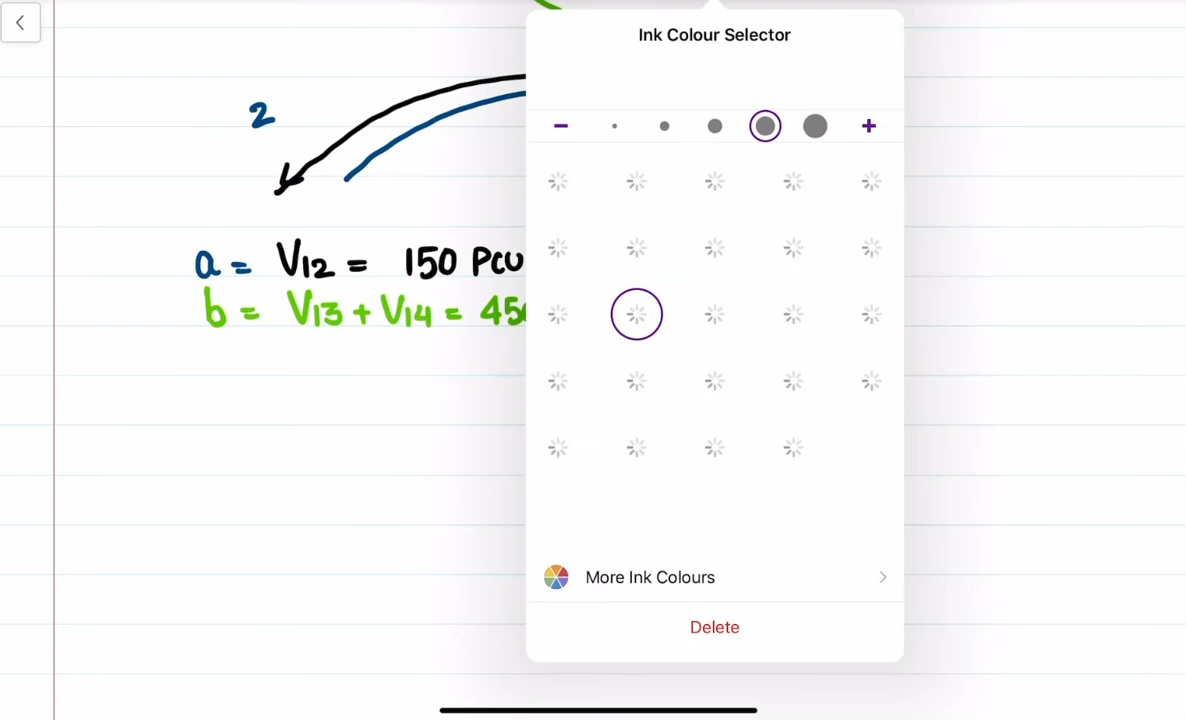 Ink Colour Selector
2
a = V12 = 150 PCU
b = V13 + V14 = 45
More Ink Colours
Delete